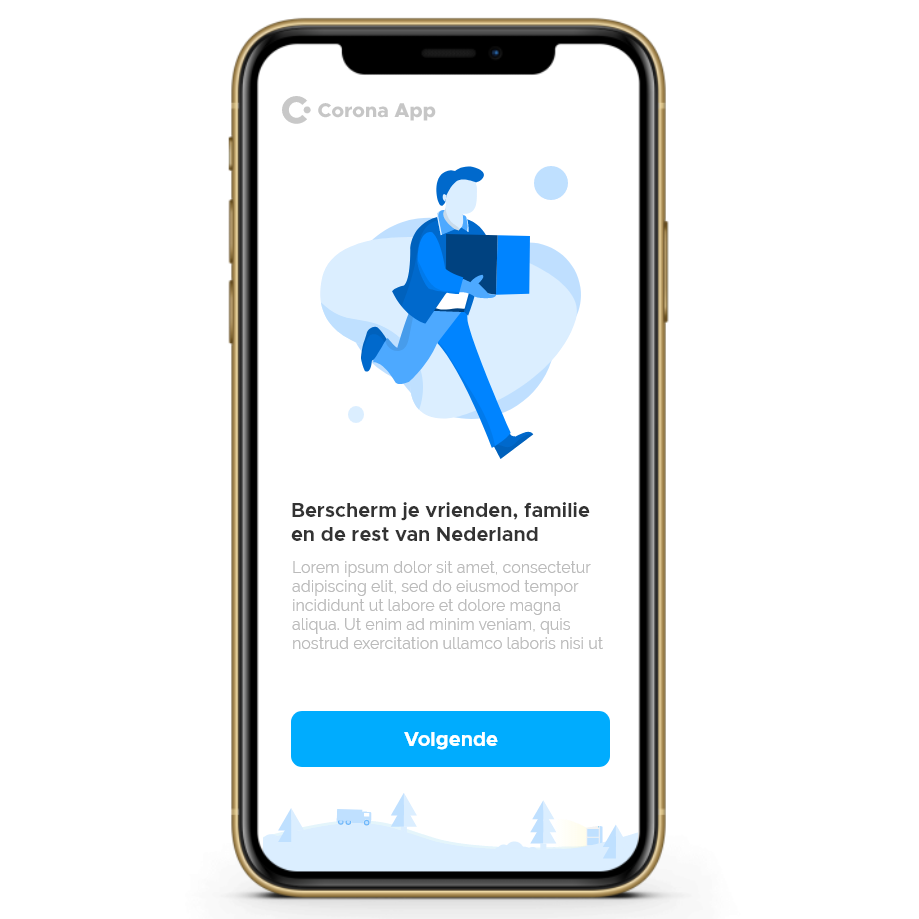 Corona App
Berscherm je vrienden, familie
en de rest van Nederland
Lorem ipsum dolor sit amet, consectetur
adipiscing elit, sed do eiusmod tempor
incididunt ut labore et dolore magna
aliqua. Ut enim ad minim veniam, quis
nostrud exercitation ullamco laboris nisi ut
Volgende